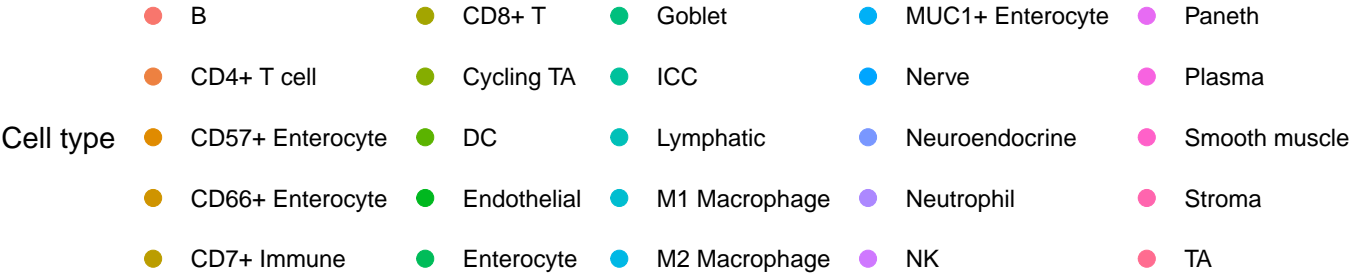 B CD8+ T Goblet MUC1+ Enterocyte Paneth
CD4+ T cell Cycling TA ICC Nerve Plasma
Cell type CD57+ Enterocyte DC Lymphatic Neuroendocrine Smooth muscle
CD66+ Enterocyte Endothelial M1 Macrophage Neutrophil Stroma
CD7+ Immune Enterocyte M2 Macrophage NK TA